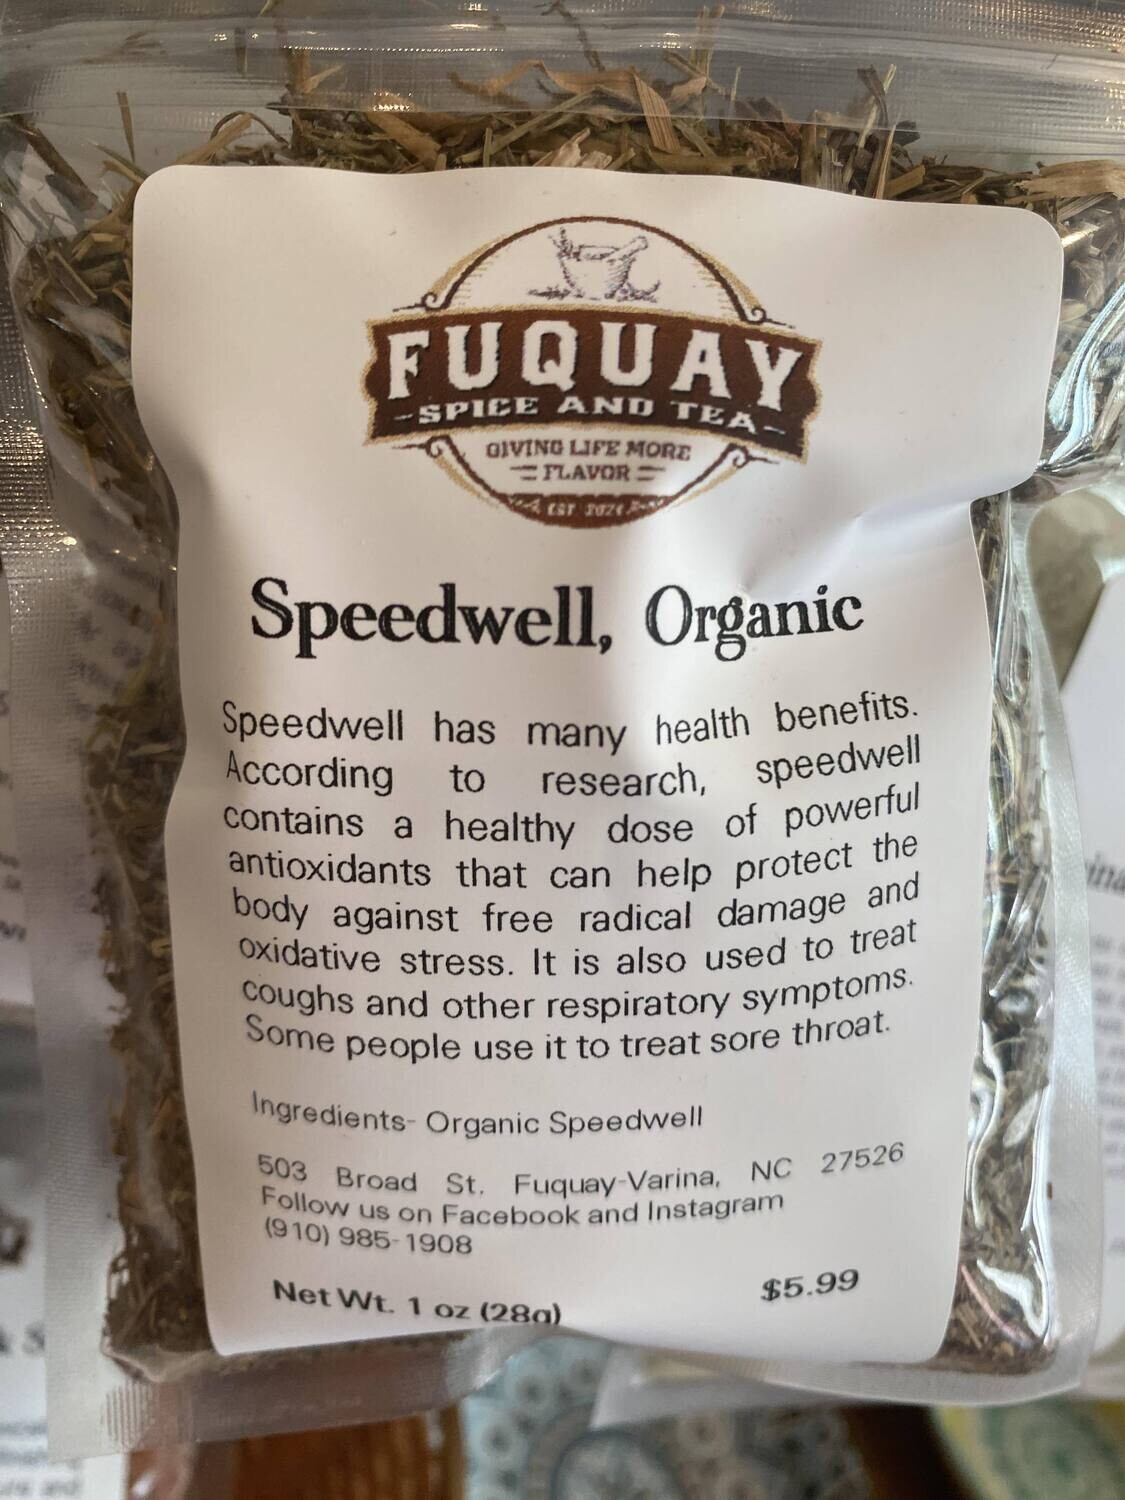 FUQUAY
-SPICE AND TEA-
GIVING LIFE MORE
FLAVOR
Speedwell, Organic
Speedwell has many health benefits.
According to research, speedwell
contains a healthy dose of powerful
antioxidants that can help protect the
body against free radical damage and
oxidative stress. It is also used to treat
coughs and other respiratory symptoms.
Some people use it to treat sore throat.
Ingredients- Organic Speedwell
503 Broad St. Fuquay-Varina, NC 27526
Follow us on Facebook and Instagram
(910) 985-1908
Net Wt. 1 oz (28g)
$5.99